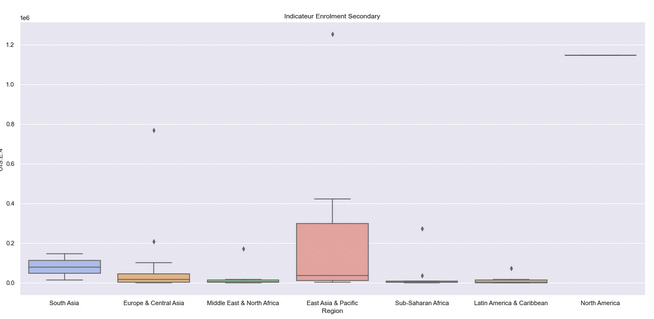 Indicateur Enrolment Secondary
1e6
1.2
1.0
0.8
0.6
0.4
0.2
0.0
South Asia
Europe & Central Asia
Middle East & North Africa
East Asia & Pacific
Sub-Saharan Africa
Latin America & Caribbean
North America
Region